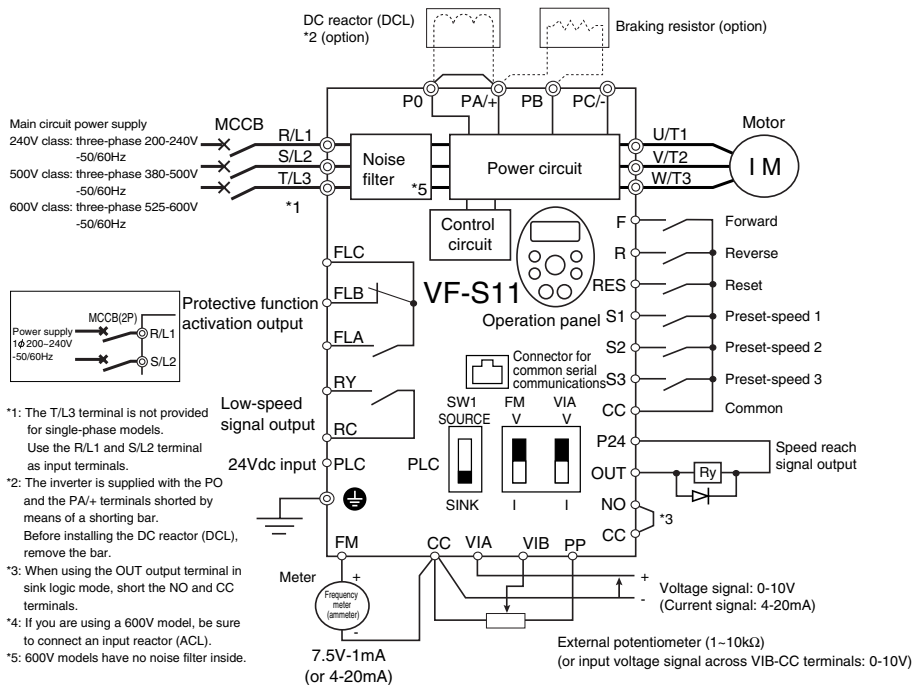 DC reactor (DCL)
*2 (option)
Braking resistor (option)
P0
PA/+
PB
PC/-
Main circuit power supply
240V class: three-phase 200-240V
-50/60Hz
500V class: three-phase 380-500V
-50/60Hz
600V class: three-phase 525-600V
-50/60Hz
MCCB
R/L1
S/L2
T/L3
*1
Noise
filter
*5
Power circuit
Control
circuit
U/T1
V/T2
W/T3
Motor
I M
FLC
FLB
FLA
Protective function
activation output
VF-S11
Operation panel
F
Forward
R
Reverse
RES
Reset
S1
Preset-speed 1
S2
Preset-speed 2
S3
Preset-speed 3
CC
Common
MCCB(2P)
Power supply
1ϕ200~240V
-50/60Hz
R/L1
S/L2
Connector for
common serial
communications
RY
RC
Low-speed
signal output
SW1
SOURCE
PLC
SINK
FM
V
I
VIA
V
I
24Vdc input
PLC
P24
OUT
Ry
Speed reach
signal output
NO
CC
*3
*1: The T/L3 terminal is not provided
for single-phase models.
Use the R/L1 and S/L2 terminal
as input terminals.
*2: The inverter is supplied with the PO
and the PA/+ terminals shorted by
means of a shorting bar.
Before installing the DC reactor (DCL),
remove the bar.
*3: When using the OUT output terminal in
sink logic mode, short the NO and CC
terminals.
*4: If you are using a 600V model, be sure
to connect an input reactor (ACL).
*5: 600V models have no noise filter inside.
FM
CC
VIA
VIB
PP
Meter
+
Frequency
meter
(ammeter)
-
7.5V-1mA
(or 4-20mA)
+
-
Voltage signal: 0-10V
(Current signal: 4-20mA)
External potentiometer (1~10kΩ)
(or input voltage signal across VIB-CC terminals: 0-10V)